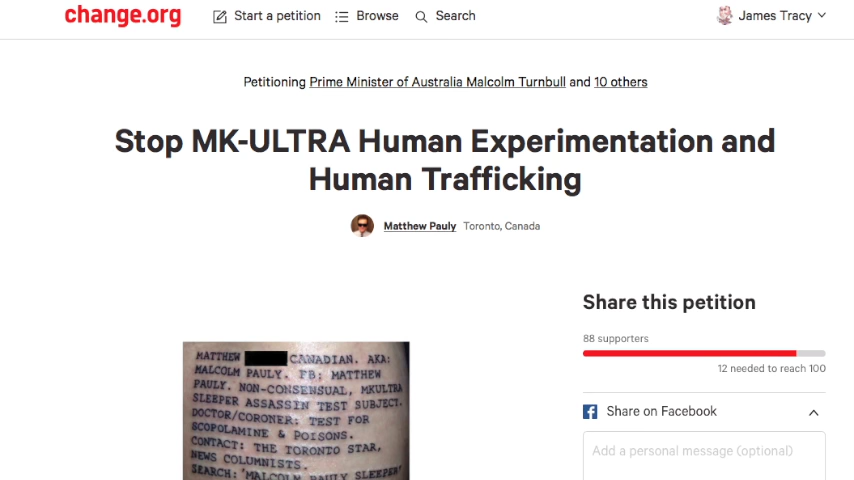 change.org Start a petition Browse Search James Tracy
Petitioning Prime Minister of Australia Malcolm Turnbull and 10 others
Stop MK-ULTRA Human Experimentation and
Human Trafficking
Matthew Pauly Toronto, Canada
MATTHEW CANADIAN. AKA:
MALCOLM PAULY. FB: MATTHEW
PAULY. NON-CONSENSUAL, MKULTRA
SLEEPER ASSASSIN TEST SUBJECT.
DOCTOR/CORONER: TEST FOR
SCOPOLAMINE & POISONS.
CONTACT: THE TORONTO STAR,
NEWS COLUMNISTS.
SEARCH: 'MALCOLM PAULY SLEEPER'
Share this petition
88 supporters
12 needed to reach 100
Share on Facebook
Add a personal message (optional)